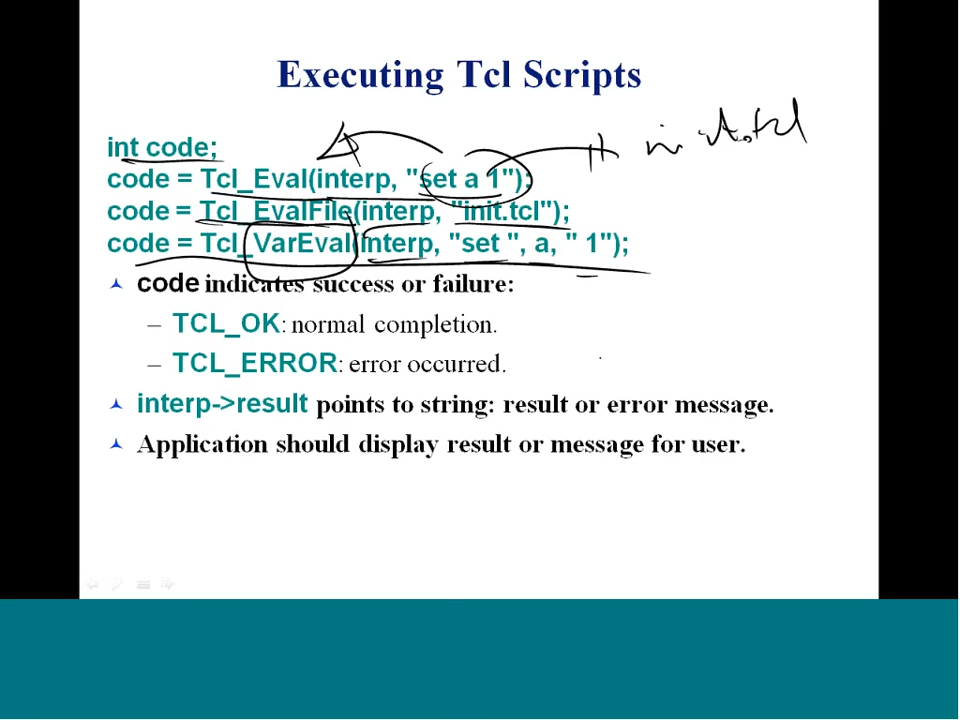 Executing Tcl Scripts
init.tcl
int code;
code = Tcl_Eval(interp, "set a 1");
code = Tcl_EvalFile(interp, "init.tcl");
code = Tcl_VarEval(interp, "set ", a, " 1");
code indicates success or failure:
– TCL_OK: normal completion.
– TCL_ERROR: error occurred.
interp->result points to string: result or error message.
Application should display result or message for user.